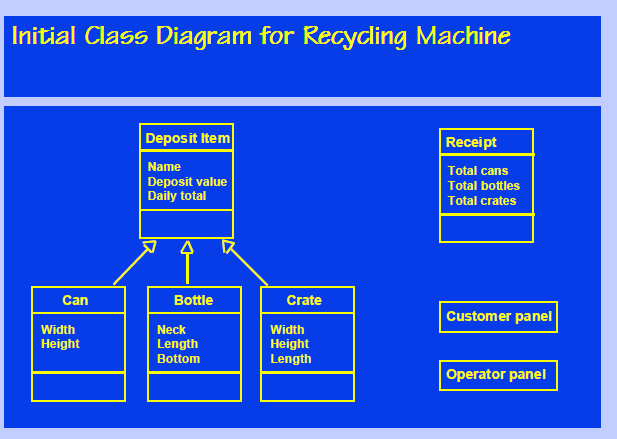 Initial Class Diagram for Recycling Machine
Deposit Item
Name
Deposit value
Daily total
Receipt
Total cans
Total bottles
Total crates
Can
Width
Height
Bottle
Neck
Length
Bottom
Crate
Width
Height
Length
Customer panel
Operator panel